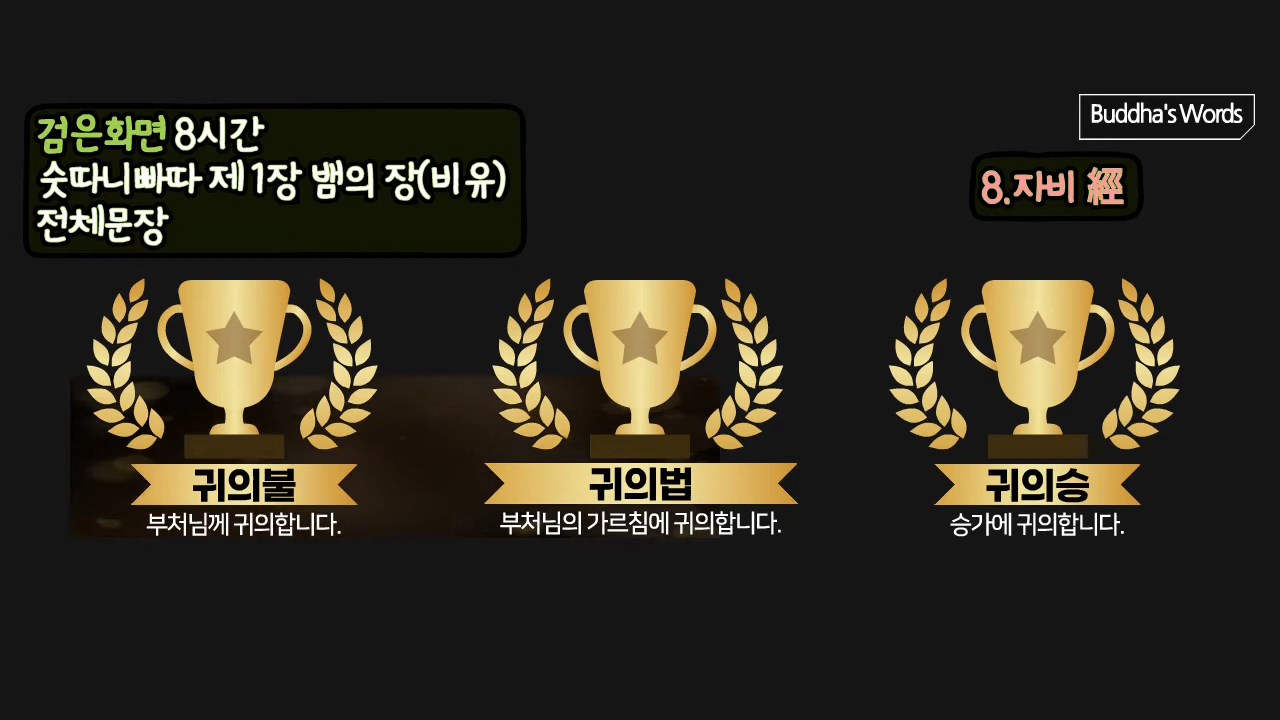 검은화면 8시간
숫따니빠따 제1장 뱀의 장(비유)
전체문장
Buddha's Words
8.자비 經
귀의불
부처님께 귀의합니다.
귀의법
부처님의 가르침에 귀의합니다.
귀의승
승가에 귀의합니다.